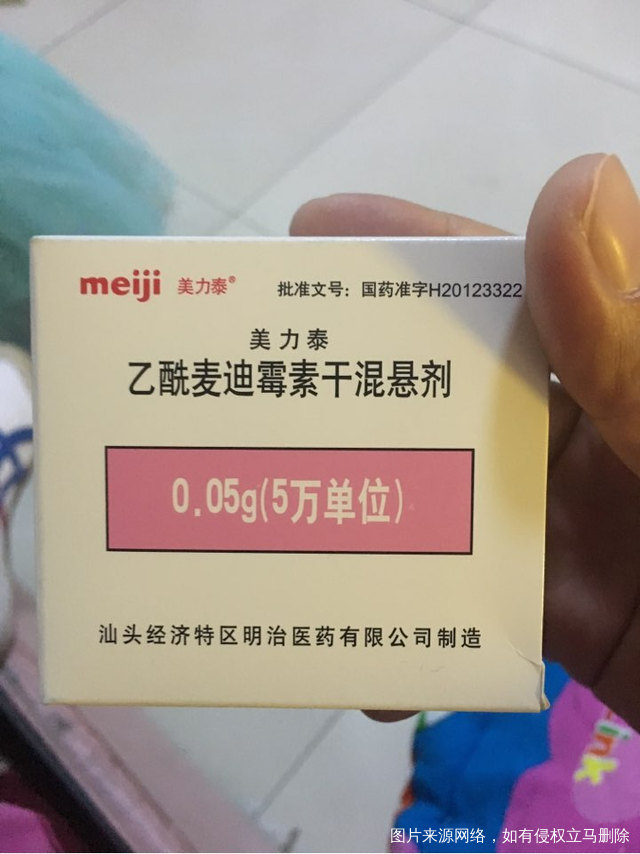 meiji 美力泰® 批准文号：国药准字H20123322
美力泰
乙酰麦迪霉素干混悬剂
0.05g(5万单位)
汕头经济特区明治医药有限公司制造
ink
图片来源网络，如有侵权立马删除